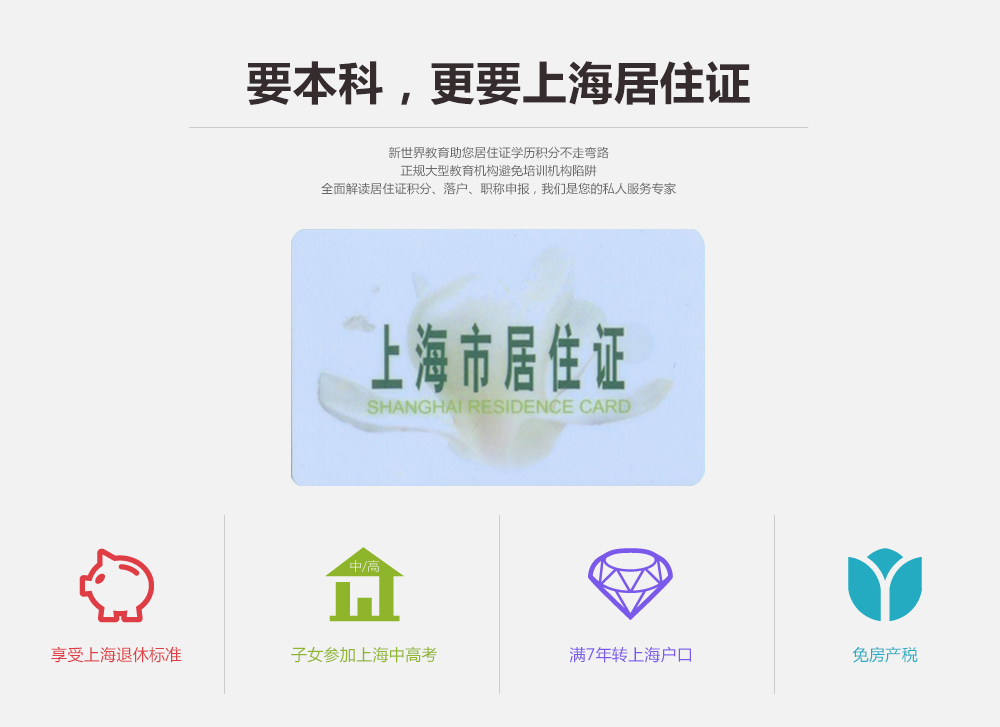 要本科，更要上海居住证
新世界教育助您居住证学历积分不走弯路
正规大型教育机构避免培训机构陷阱
全面解读居住证积分、落户、职称申报，我们是您的私人服务专家
上海市居住证
SHANGHAI RESIDENCE CARD
中/高
享受上海退休标准
子女参加上海中高考
满7年转上海户口
免房产税